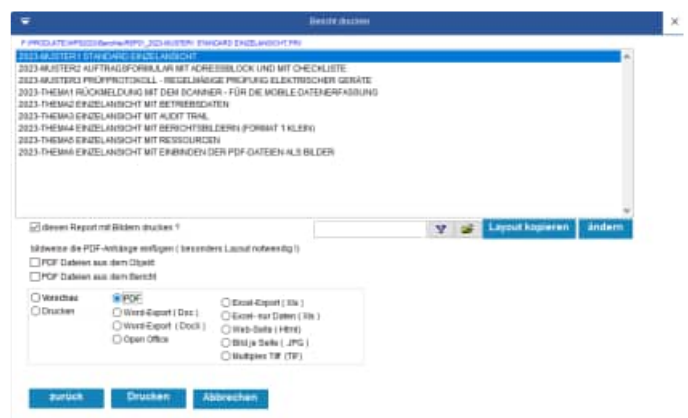 Bericht drucken
2023-MUSTER1 STANDARD EINZELANSICHT
2023-MUSTER2 AUFTRAGSFORMULAR MIT ADRESSBLOCK UND MIT CHECKLISTE
2023-MUSTER3 PRÜFPROTOKOLL - REGELMÄßIGE PRÜFUNG ELEKTRISCHER GERÄTE
2023-THEMA1 RÜCKMELDUNG MIT DEM SCANNER - FÜR DIE MOBILE DATENERFASSUNG
2023-THEMA2 EINZELANSICHT MIT BETRIEBSDATEN
2023-THEMA3 EINZELANSICHT MIT AUDIT TRAIL
2023-THEMA4 EINZELANSICHT MIT BERICHTSBILDERN (FORMAT 1 KLEIN)
2023-THEMA5 EINZELANSICHT MIT RESSOURCEN
2023-THEMA6 EINZELANSICHT MIT EINBINDEN DER PDF-DATEIEN ALS BILDER
diesen Report mit Bildern drucken ?
Layout kopieren
ändern
bildweise die PDF-Anhänge einfügen ( besonders Layout notwendig !)
PDF Dateien aus dem Objekt
PDF Dateien aus dem Bericht
Vorschau
Drucken
PDF
Word-Export ( Doc )
Word-Export ( DocX )
Open Office
Excel-Export ( Xls )
Excel- nur Daten ( Xls )
Web-Seite ( Html)
Bild je Seite ( .JPG )
Multiples Tiff (TIF)
zurück
Drucken
Abbrechen